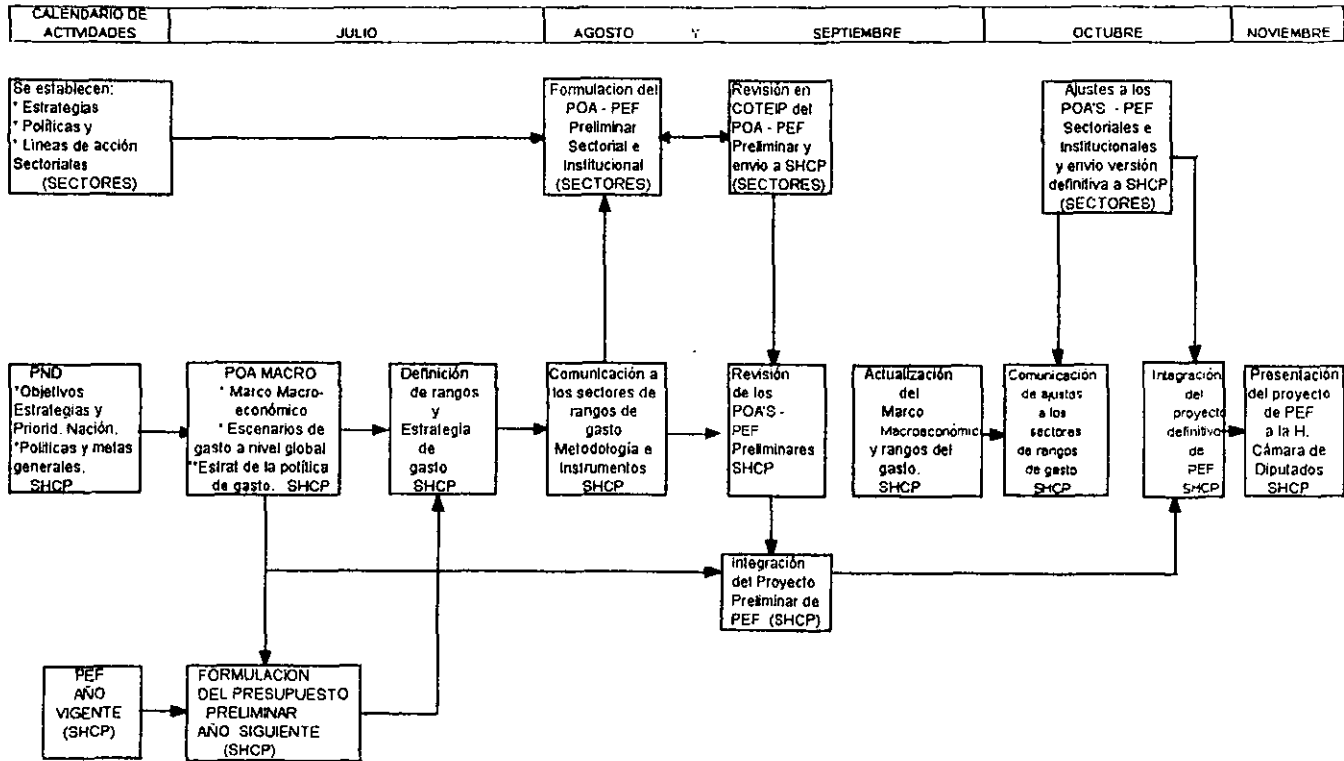 CALENDARIO DE
ACTIVIDADES
JULIO
AGOSTO Y SEPTIEMBRE
OCTUBRE
NOVIEMBRE
Se establecen:
* Estrategias
* Políticas y
* Lineas de acción
Sectoriales
(SECTORES)
Formulacion del
POA - PEF
Preliminar
Sectorial e
Institucional
(SECTORES)
Revisión en
COTEIP del
POA - PEF
Preliminar y
envio a SHCP
(SECTORES)
Ajustes a los
POA'S - PEF
Sectoriales e
Institucionales
y envio versión
definitiva a SHCP
(SECTORES)
PND
*Objetivos
Estrategias y
Priorid. Nación.
*Políticas y metas
generales.
SHCP
POA MACRO
* Marco Macro-
económico
* Escenarios de
gasto a nivel global
**Estrat de la política
de gasto. SHCP
Definición
de rangos
y
Estrategia
de
gasto
SHCP
Comunicación a
los sectores de
rangos de
gasto
Metodología e
Instrumentos
SHCP
Revisión
de los
POA'S -
PEF
Preliminares
SHCP
Actualización
del
Marco
Macroeconómic
y rangos del
gasto.
SHCP
Comunicación
de ajustos
a los
sectores
de rangos
de gesto
SHCP
Integración
del
proyecto
definitivo
de
PEF
SHCP
Presentación
del proyecto
de PEF
a la H.
Cámara de
Diputados
SHCP
Integración
del Proyecto
Preliminar de
PEF (SHCP)
PEF
AÑO
VIGENTE
(SHCP)
FORMULACION
DEL PRESUPUESTO
PRELIMINAR
AÑO SIGUIENTE
(SHCP)